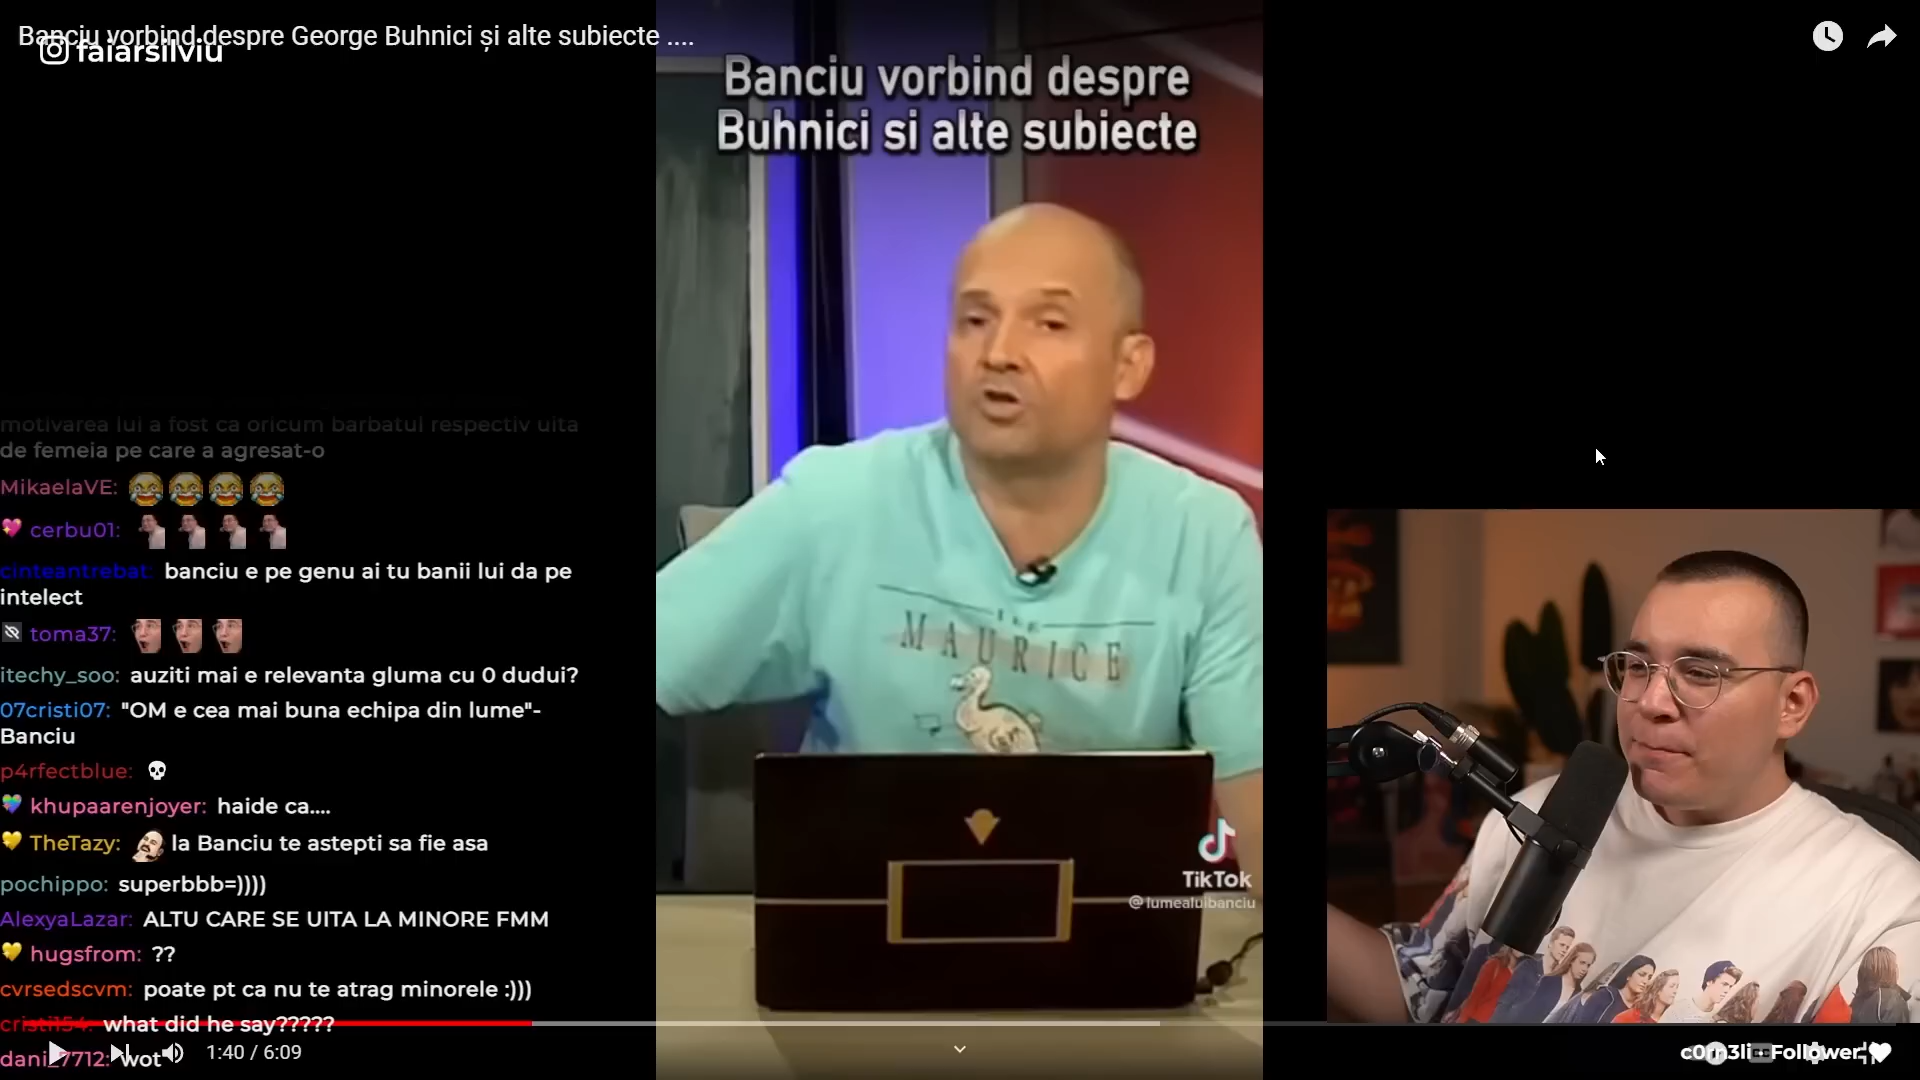 Banciu vorbind despre George Buhnici și alte subiecte ....
faiarsilviu
Banciu vorbind despre
Buhnici si alte subiecte
motivarea lui a fost ca oricum barbatul respectiv uita
de femeia pe care a agresat-o
MikaelaVE:
cerbu01:
cinteantrebat: banciu e pe genu ai tu banii lui da pe
intelect
toma37:
itechy_soo: auziti mai e relevanta gluma cu 0 dudui?
07cristi07: "OM e cea mai buna echipa din lume"-
Banciu
p4rfectblue:
khupaarenjoyer: haide ca....
TheTazy: la Banciu te astepti sa fie asa
pochippo: superbbb=))))
AlexyaLazar: ALTU CARE SE UITA LA MINORE FMM
hugsfrom: ??
cvrsedscvm: poate pt ca nu te atrag minorele :)))
cristi154: what did he say?????
dani_7712: wot
1:40 / 6:09
MAURICE
TikTok
@lumealuibanciu
c0rn3li • Follower